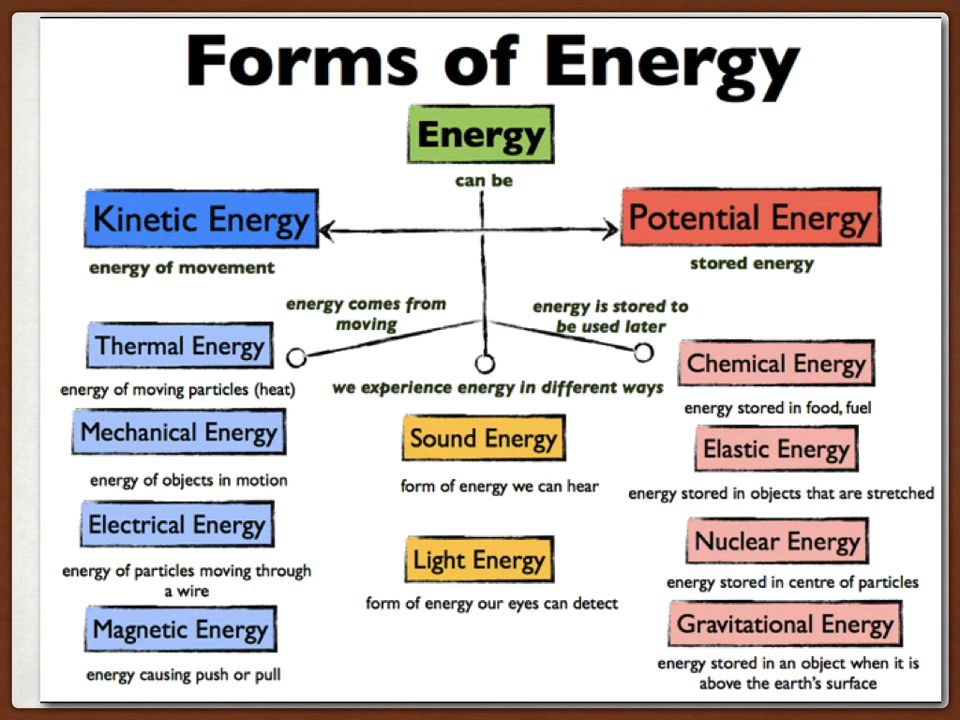 Forms of Energy
Energy
can be
Kinetic Energy
energy of movement
Potential Energy
stored energy
energy comes from
moving
energy is stored to
be used later
we experience energy in different ways
Thermal Energy
energy of moving particles (heat)
Mechanical Energy
energy of objects in motion
Electrical Energy
energy of particles moving through
a wire
Magnetic Energy
energy causing push or pull
Sound Energy
form of energy we can hear
Light Energy
form of energy our eyes can detect
Chemical Energy
energy stored in food, fuel
Elastic Energy
energy stored in objects that are stretched
Nuclear Energy
energy stored in centre of particles
Gravitational Energy
energy stored in an object when it is
above the earth's surface